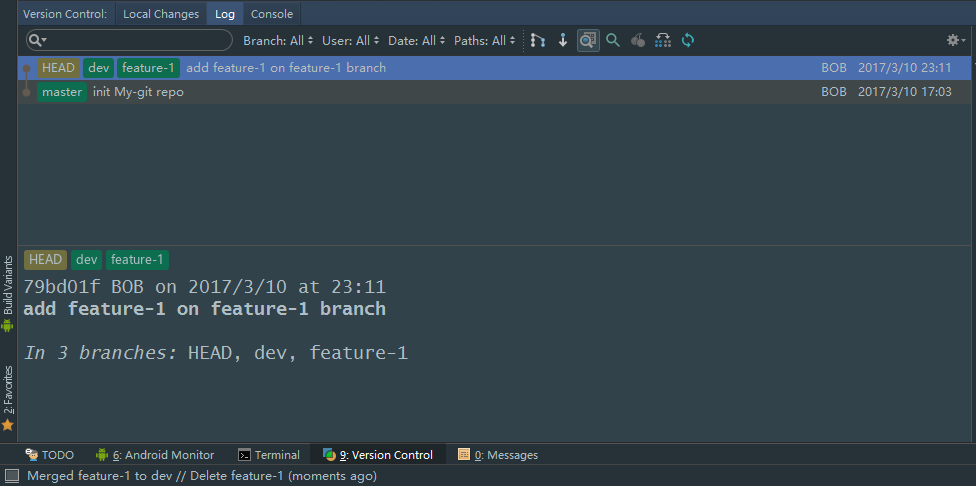 Version Control: Local Changes Log Console
Branch: All User: All Date: All Paths: All
HEAD dev feature-1 add feature-1 on feature-1 branch BOB 2017/3/10 23:11
master init My-git repo BOB 2017/3/10 17:03
HEAD dev feature-1
79bd01f BOB on 2017/3/10 at 23:11
add feature-1 on feature-1 branch
In 3 branches: HEAD, dev, feature-1
Build Variants
2: Favorites
TODO 6: Android Monitor Terminal 9: Version Control 0: Messages
Merged feature-1 to dev // Delete feature-1 (moments ago)